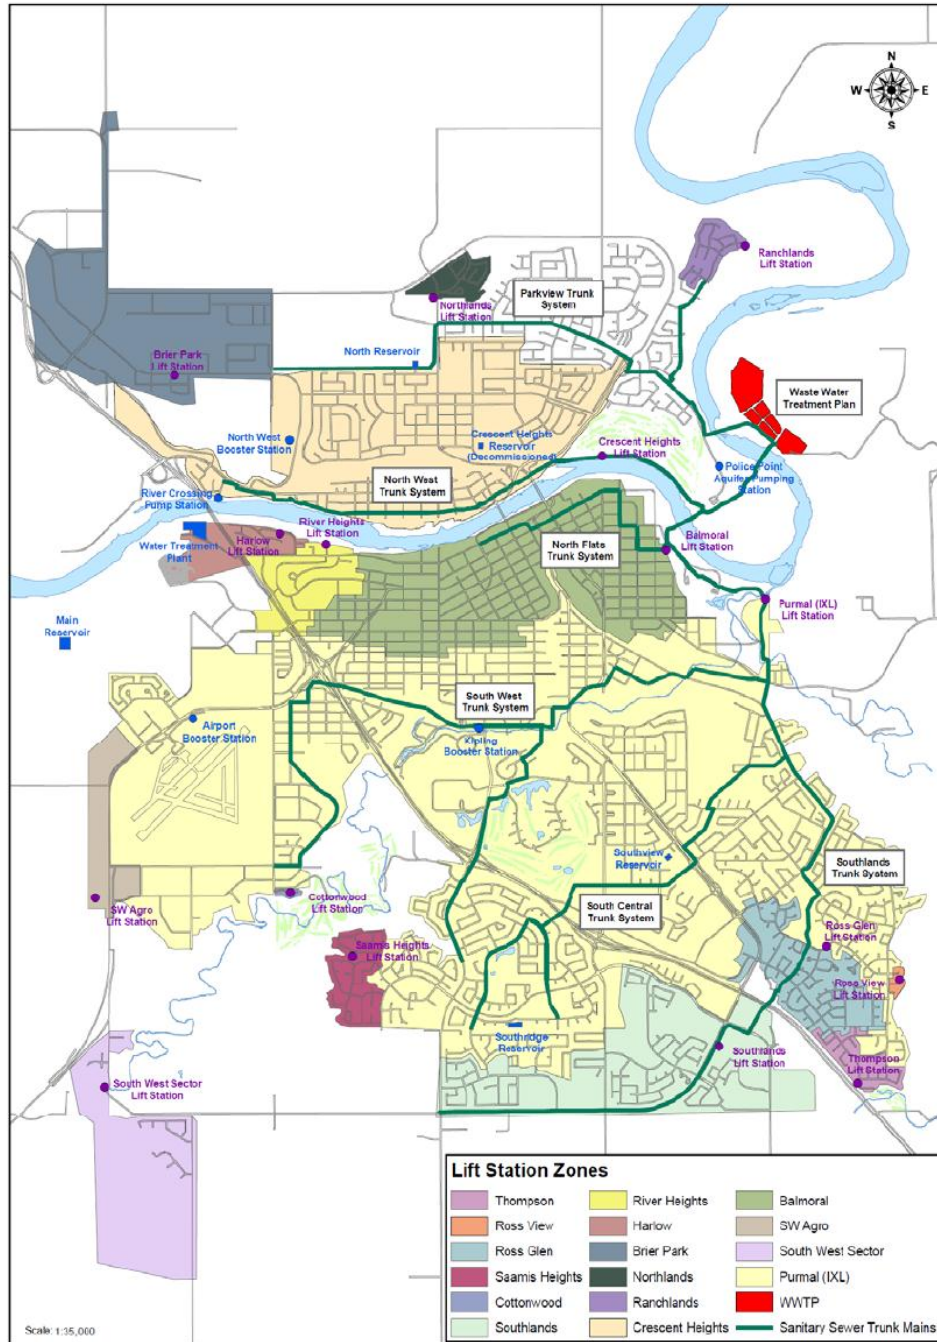 N
W E
S
Ranchlands
Lift Station
Parkview Trunk
System
Northlands
Lift Station
North Reservoir
Brier Park
Lift Station
Waste Water
Treatment Plan
North West
Booster Station
Crescent Heights
Reservoir
(Decommissioned)
Crescent Heights
Lift Station
Police Point
Aquifer Pumping
Station
North West
Trunk System
River Crossing
Pump Station
River Heights
Lift Station
Harlow
Lift Station
Water Treatment
Plant
North Flats
Trunk System
Balmoral
Lift Station
Purmal (IXL)
Lift Station
Main
Reservoir
South West
Trunk System
Airport
Booster Station
Kipling
Booster Station
Southview
Reservoir
Southlands
Trunk System
Cottonwood
Lift Station
South Central
Trunk System
SW Agro
Lift Station
Ross Glen
Lift Station
Saamis Heights
Lift Station
Ross View
Lift Station
Southridge
Reservoir
Southlands
Lift Station
Thompson
Lift Station
South West Sector
Lift Station
Lift Station Zones
Thompson River Heights Balmoral
Ross View Harlow SW Agro
Ross Glen Brier Park South West Sector
Saamis Heights Northlands Purmal (IXL)
Cottonwood Ranchlands WWTP
Southlands Crescent Heights Sanitary Sewer Trunk Mains
Scale: 1:35,000